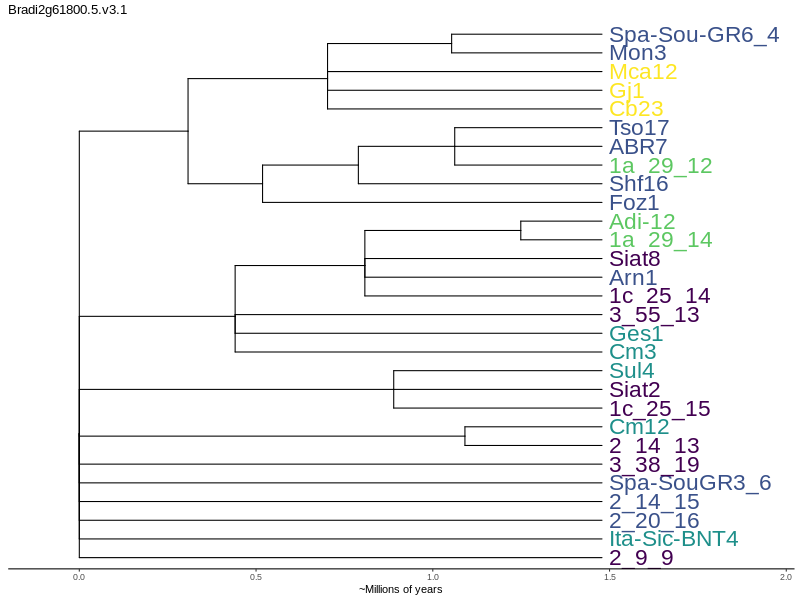 Bradi2g61800.5.v3.1
Spa-Sou-GR6_4
Mon3
Mca12
Gj1
Cb23
Tso17
ABR7
1a_29_12
Shf16
Foz1
Adi-12
1a_29_14
Siat8
Arn1
1c_25_14
3_55_13
Ges1
Cm3
Sul4
Siat2
1c_25_15
Cm12
2_14_13
3_38_19
Spa-SouGR3_6
2_14_15
2_20_16
Ita-Sic-BNT4
2_9_9
0.0 0.5 1.0 1.5 2.0
~Millions of years